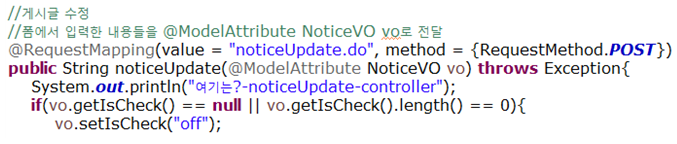 //게시글 수정
//폼에서 입력한 내용들을 @ModelAttribute NoticeVO vo로 전달
@RequestMapping(value = "noticeUpdate.do", method = {RequestMethod.POST})
public String noticeUpdate(@ModelAttribute NoticeVO vo) throws Exception{
System.out.println("여기는?-noticeUpdate-controller");
if(vo.getIsCheck() == null || vo.getIsCheck().length() == 0){
vo.setIsCheck("off");